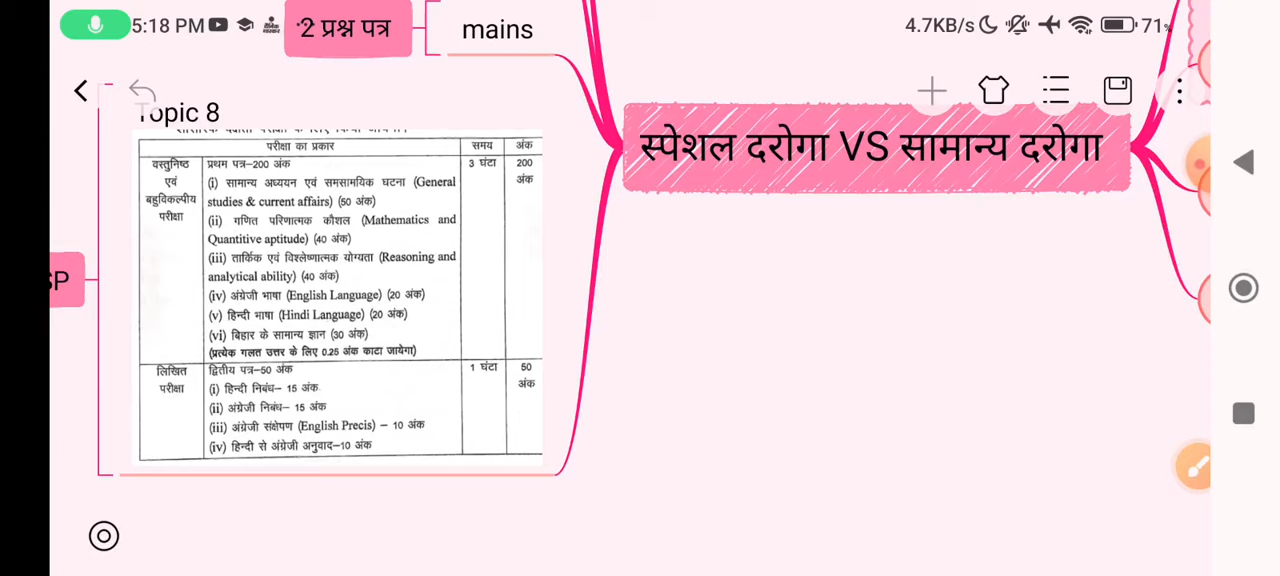 5:18 PM
4.7KB/s
71%
2 प्रश्न पत्र
mains
Topic 8
स्पेशल दरोगा VS सामान्य दरोगा
SP
परीक्षा का प्रकार समय अंक
वस्तुनिष्ठ एवं बहुविकल्पीय परीक्षा
प्रथम पत्र–200 अंक
(i) सामान्य अध्ययन एवं समसामयिक घटना (General
studies & current affairs) (50 अंक)
(ii) गणित परिणात्मक कौशल (Mathematics and
Quantitive aptitude) (40 अंक)
(iii) तार्किक एवं विश्लेष्णात्मक योग्यता (Reasoning and
analytical ability) (40 अंक)
(iv) अंग्रेजी भाषा (English Language) (20 अंक)
(v) हिन्दी भाषा (Hindi Language) (20 अंक)
(vi) बिहार के सामान्य ज्ञान (30 अंक)
(प्रत्येक गलत उत्तर के लिए 0.25 अंक काटा जायेगा)
3 घंटा
200
अंक
लिखित
परीक्षा
द्वितीय पत्र–50 अंक
(i) हिन्दी निबंध– 15 अंक
(ii) अंग्रेजी निबंध– 15 अंक
(iii) अंग्रेजी संक्षेपण (English Precis) – 10 अंक
(iv) हिन्दी से अंग्रेजी अनुवाद–10 अंक
1 घंटा
50
अंक